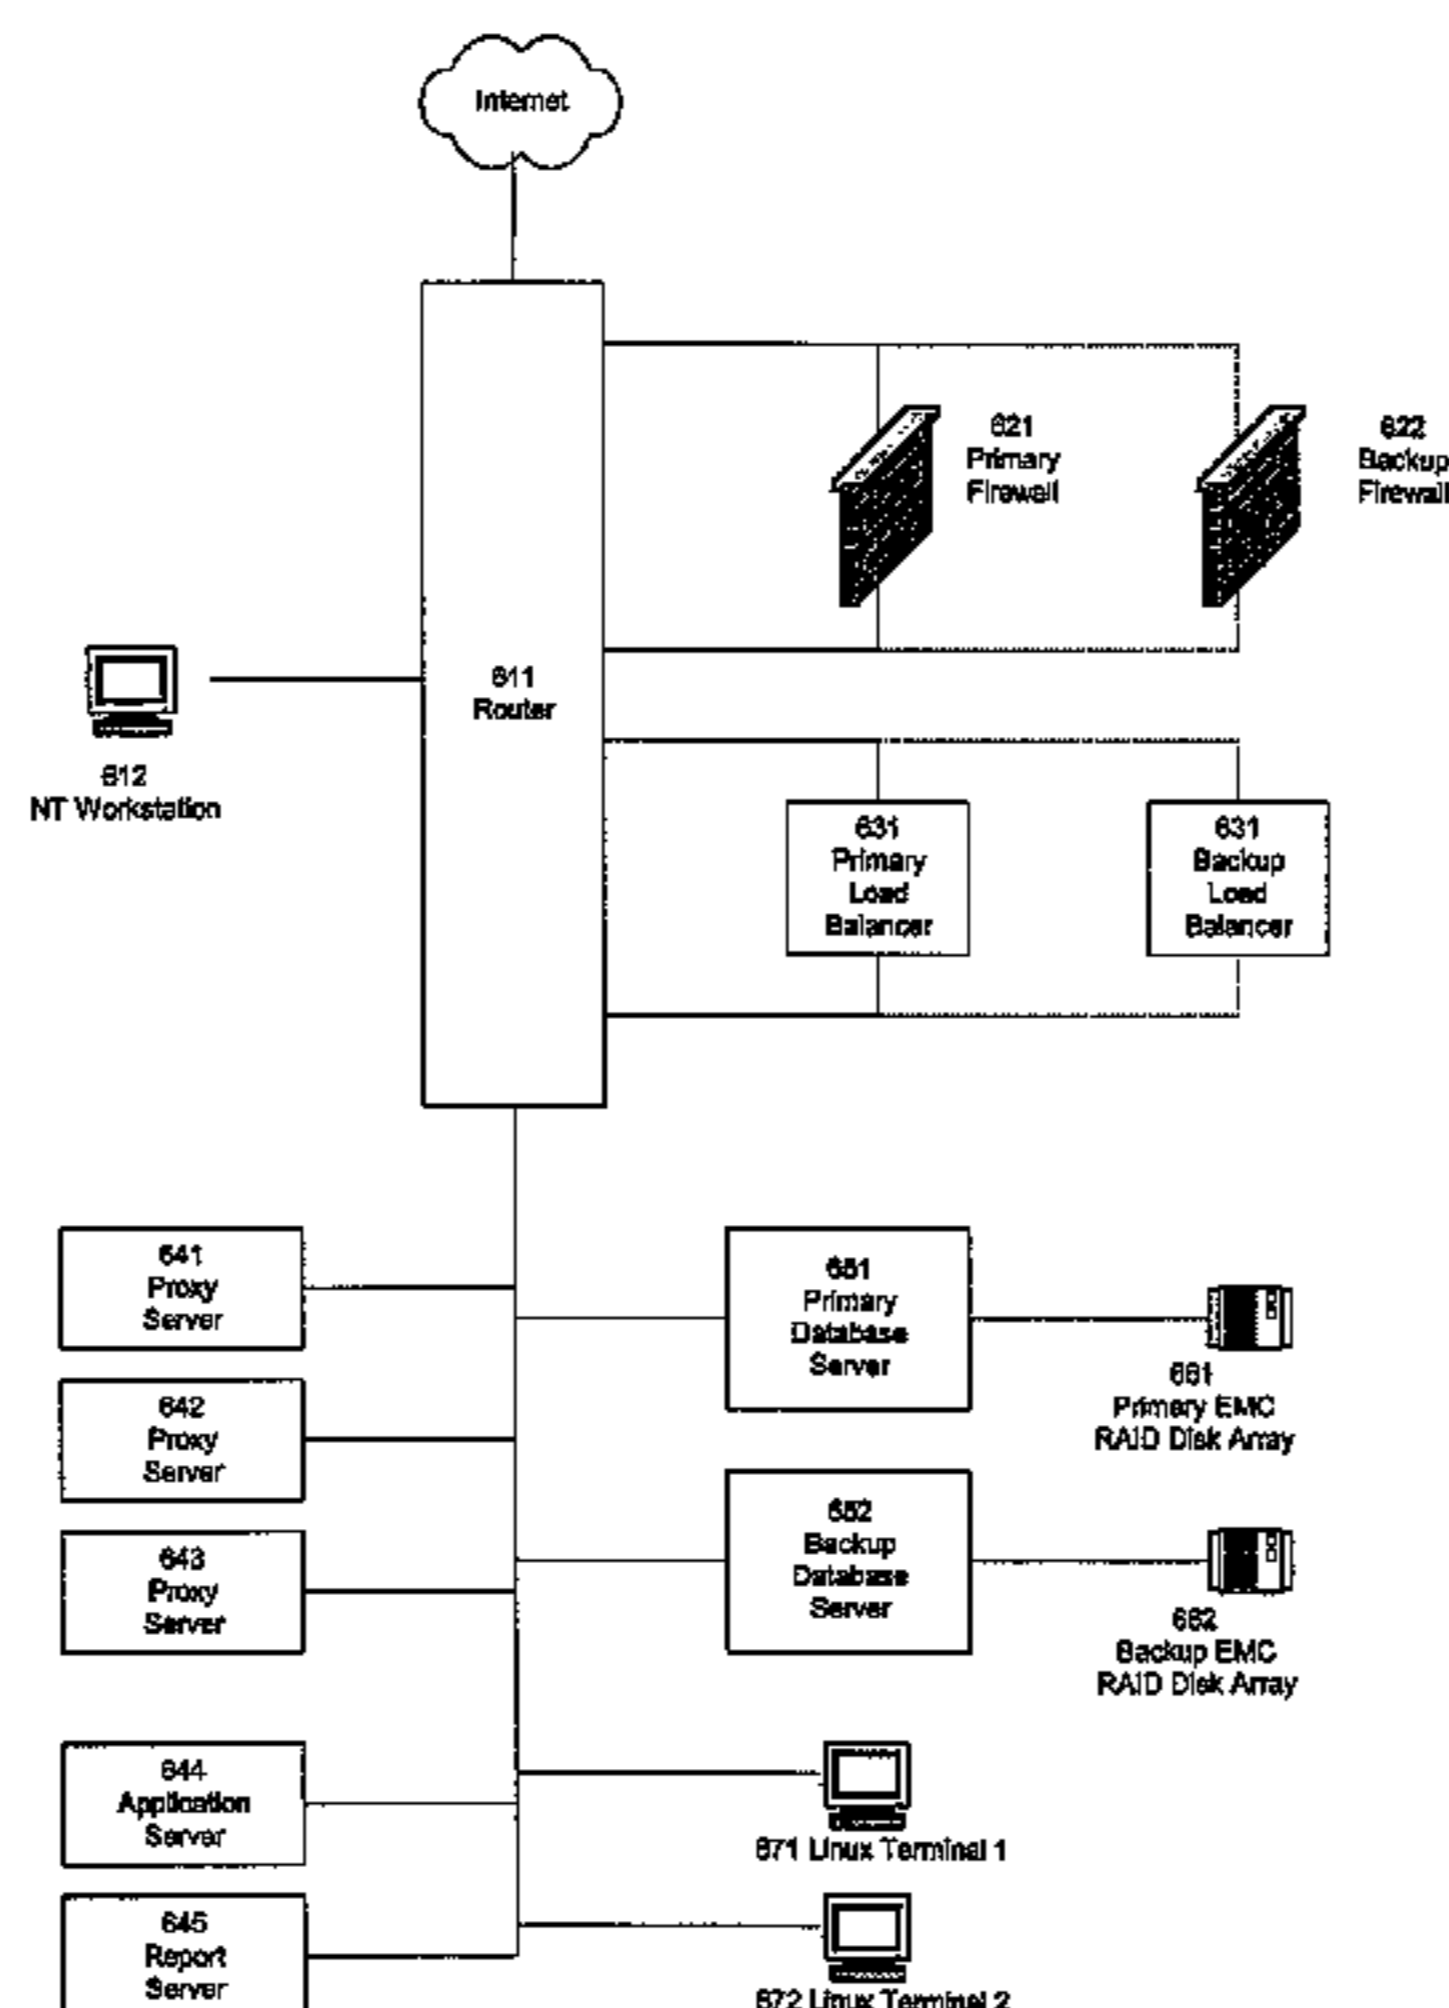 Internet
621
Primary
Firewall
622
Backup
Firewall
611
Router
612
NT Workstation
631
Primary
Load
Balancer
631
Backup
Load
Balancer
641
Proxy
Server
651
Primary
Database
Server
661
Primary EMC
RAID Disk Array
642
Proxy
Server
652
Backup
Database
Server
643
Proxy
Server
662
Backup EMC
RAID Disk Array
644
Application
Server
671 Linux Terminal 1
645
Report
Server
672 Linux Terminal 2